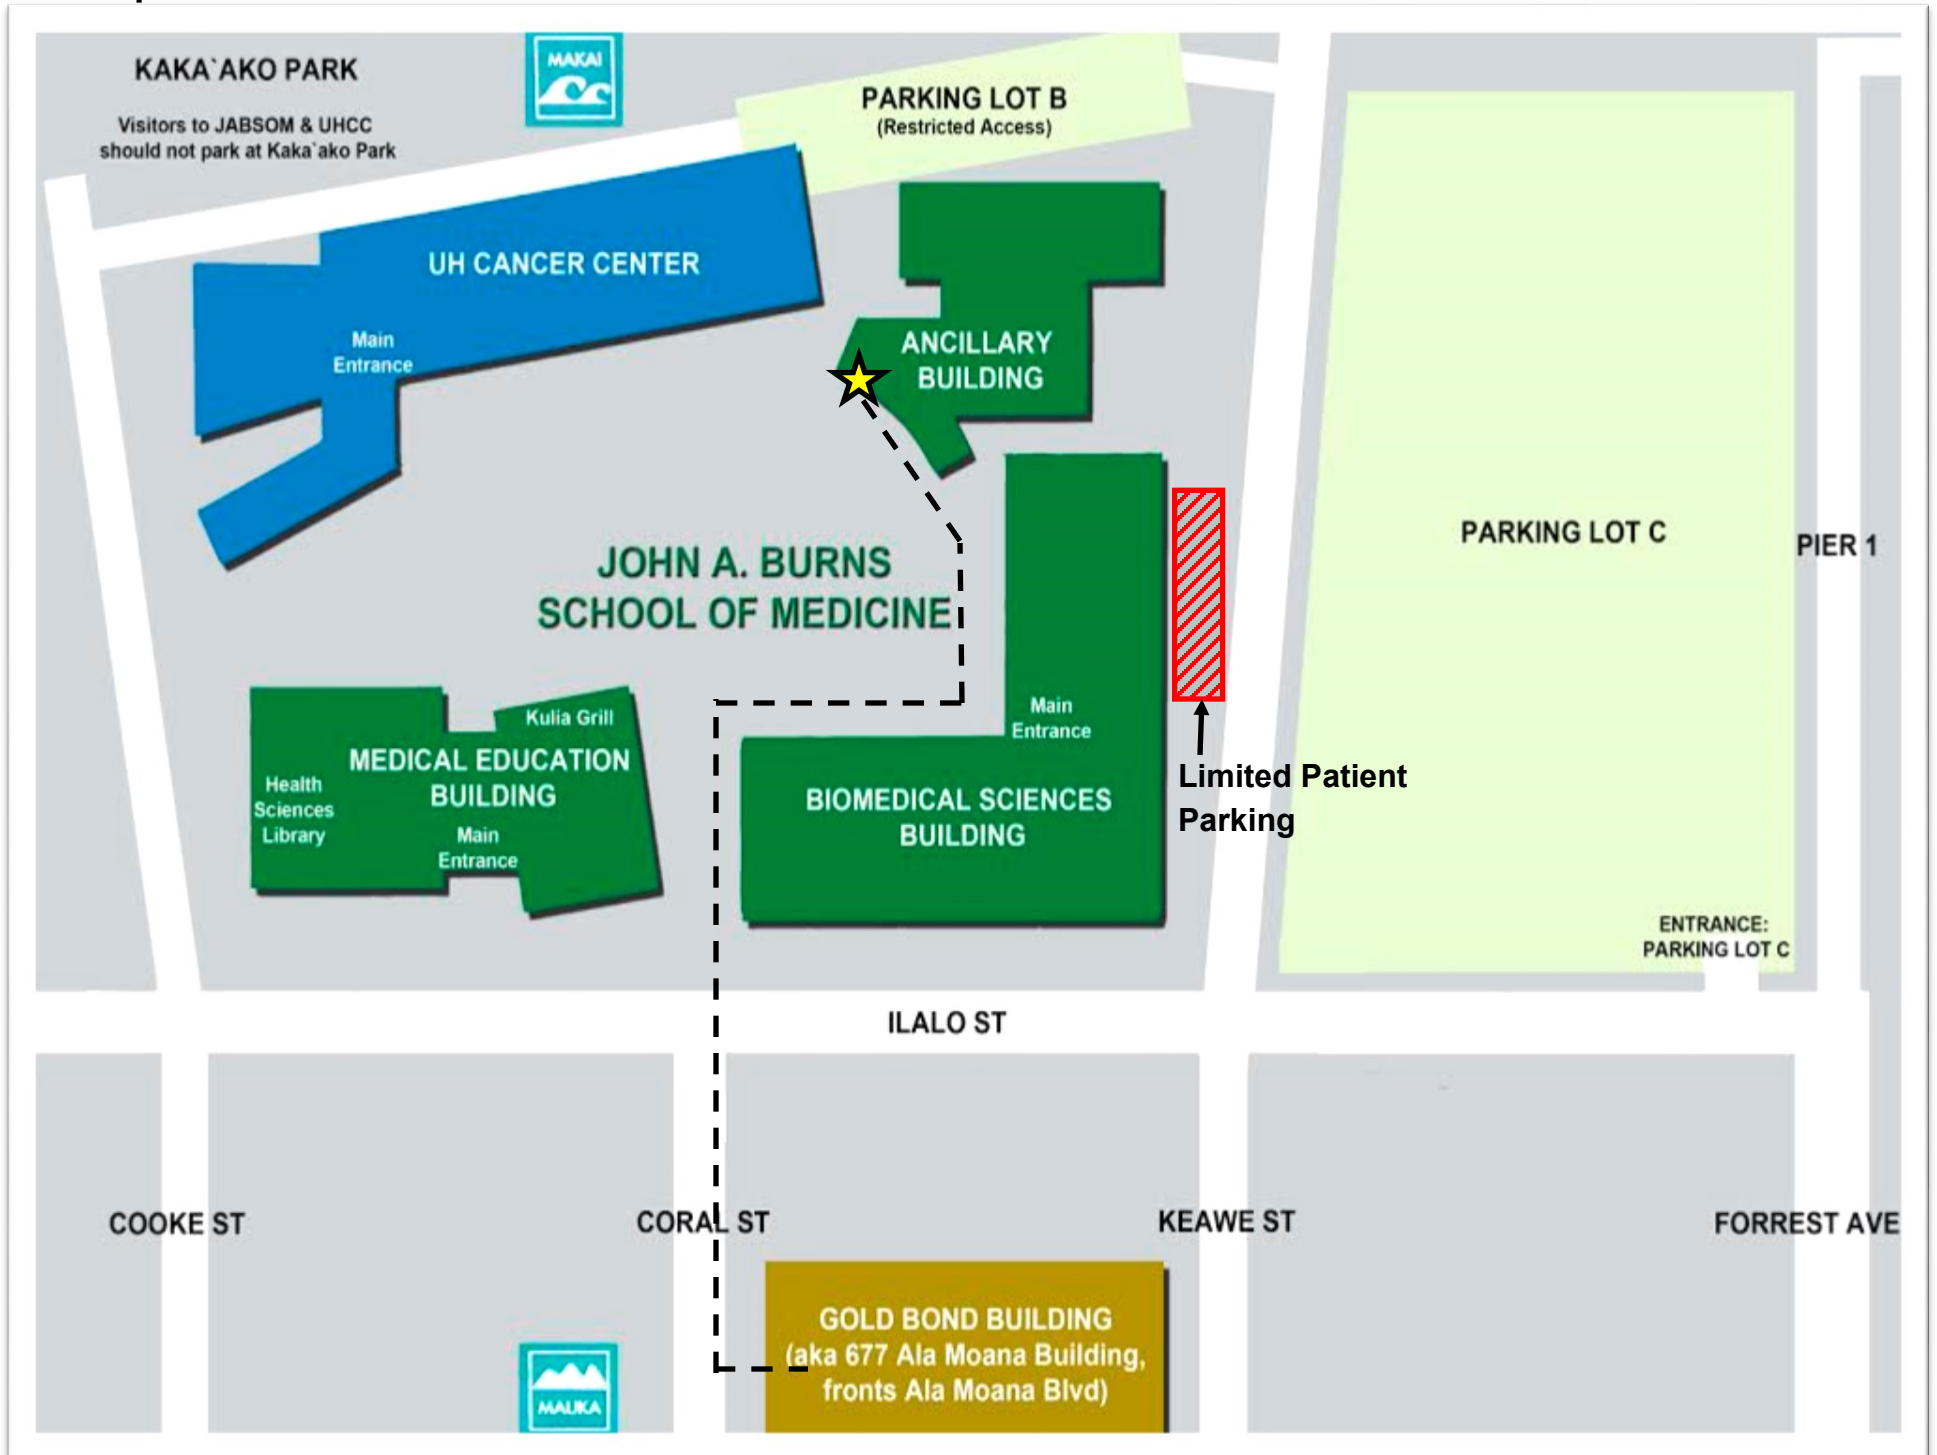 KAKA`AKO PARK
Visitors to JABSOM & UHCC
should not park at Kaka`ako Park
MAKAI
PARKING LOT B
(Restricted Access)
UH CANCER CENTER
Main
Entrance
ANCILLARY
BUILDING
PARKING LOT C
PIER 1
JOHN A. BURNS
SCHOOL OF MEDICINE
Kulia Grill
MEDICAL EDUCATION
BUILDING
Health
Sciences
Library
Main
Entrance
Main
Entrance
BIOMEDICAL SCIENCES
BUILDING
Limited Patient
Parking
ENTRANCE:
PARKING LOT C
ILALO ST
COOKE ST
CORAL ST
KEAWE ST
FORREST AVE
GOLD BOND BUILDING
(aka 677 Ala Moana Building,
fronts Ala Moana Blvd)
MAUKA